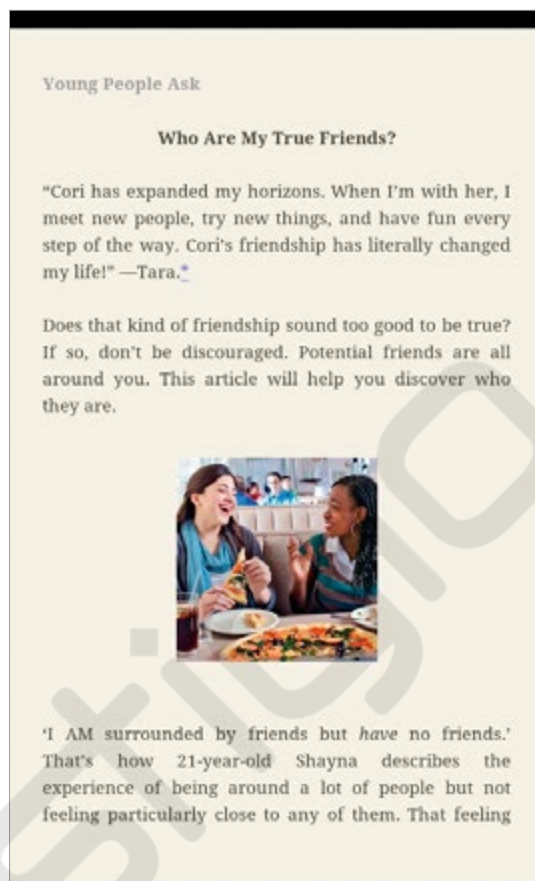 Young People Ask
Who Are My True Friends?
“Cori has expanded my horizons. When I’m with her, I
meet new people, try new things, and have fun every
step of the way. Cori’s friendship has literally changed
my life!” —Tara.*
Does that kind of friendship sound too good to be true?
If so, don’t be discouraged. Potential friends are all
around you. This article will help you discover who
they are.
‘I AM surrounded by friends but have no friends.’
That’s how 21-year-old Shayna describes the
experience of being around a lot of people but not
feeling particularly close to any of them. That feeling